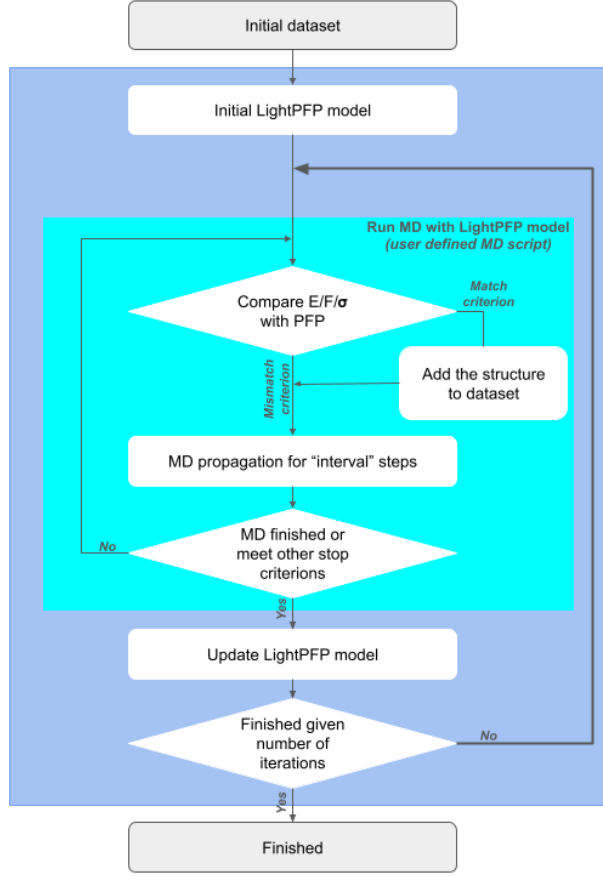 Initial dataset
Initial LightPFP model
Run MD with LightPFP model
(user defined MD script)
Match
criterion
Compare E/F/σ
with PFP
Add the structure
to dataset
Mismatch
criterion
MD propagation for “interval” steps
MD finished or
meet other stop
criterions
No
Yes
Update LightPFP model
Finished given
number of
iterations
No
Yes
Finished